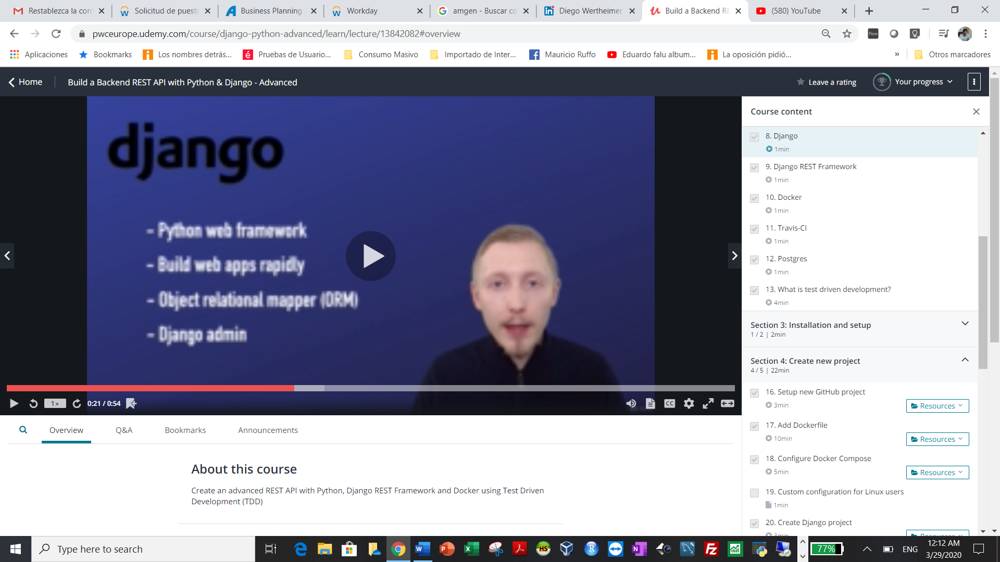 Restablezca la con
Solicitud de puest
Business Planning
Workday
amgen - Buscar co
Diego Wertheimer
Build a Backend RE
(580) YouTube
pwceurope.udemy.com/course/django-python-advanced/learn/lecture/13842082#overview
Aplicaciones
Bookmarks
Los nombres detrás...
Pruebas de Usuario...
Consumo Masivo
Importado de Inter...
Mauricio Ruffo
Eduardo falu album...
La oposición pidió...
»
Otros marcadores
Home
Build a Backend REST API with Python & Django - Advanced
Leave a rating
Your progress
django
- Python web framework
- Build web apps rapidly
- Object relational mapper (ORM)
- Django admin
1×
0:21 / 0:54
CC
Course content
8. Django
1min
9. Django REST Framework
1min
10. Docker
1min
11. Travis-CI
1min
12. Postgres
1min
13. What is test driven development?
4min
Section 3: Installation and setup
1 / 2 | 2min
Section 4: Create new project
4 / 5 | 22min
16. Setup new GitHub project
3min
Resources
17. Add Dockerfile
10min
Resources
18. Configure Docker Compose
5min
Resources
19. Custom configuration for Linux users
1min
20. Create Django project
3min
Resources
Overview
Q&A
Bookmarks
Announcements
About this course
Create an advanced REST API with Python, Django REST Framework and Docker using Test Driven
Development (TDD)
Type here to search
77%
ENG
12:12 AM
3/29/2020